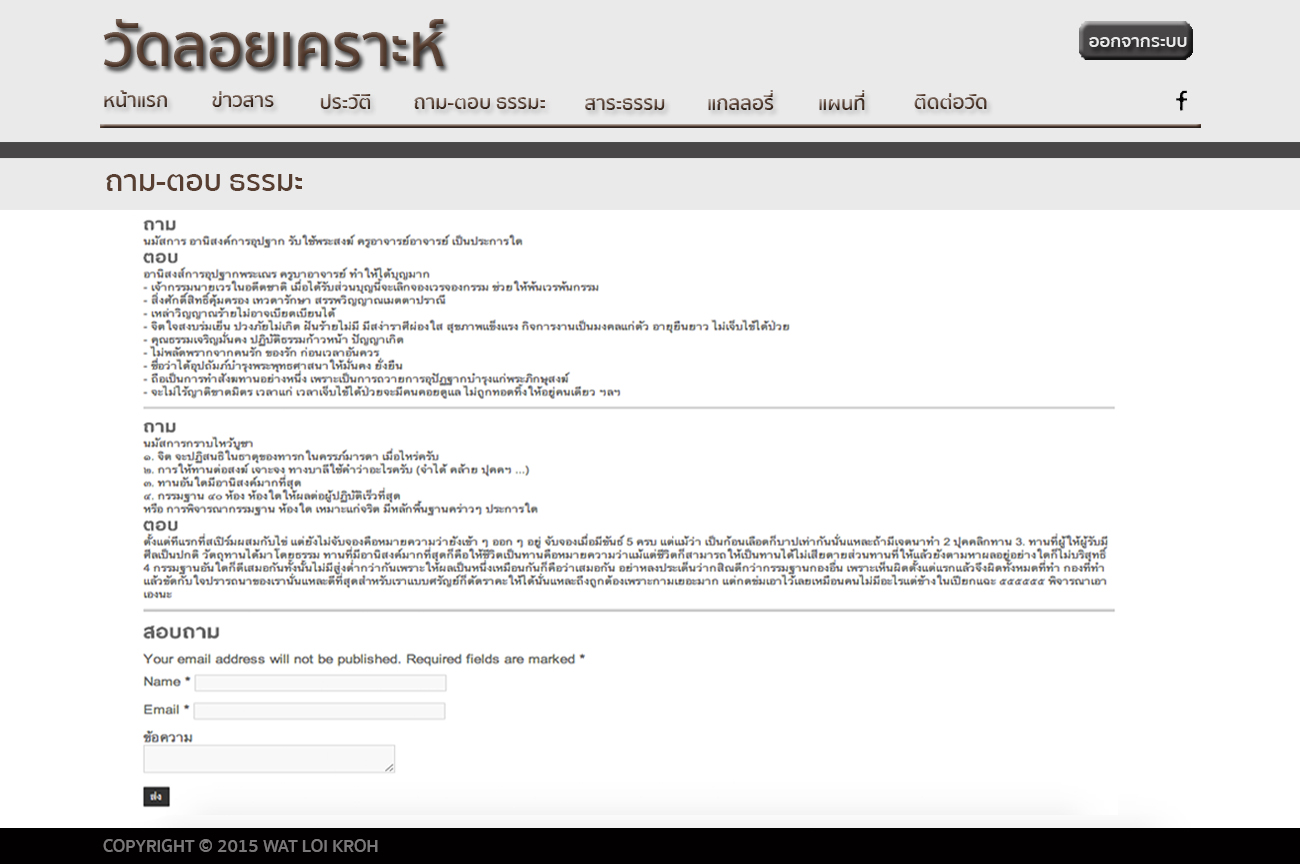 วัดลอยเคราะห์
ออกจากระบบ
หน้าแรก ข่าวสาร ประวัติ ถาม-ตอบ ธรรมะ สาระธรรม แกลลอรี่ แผนที่ ติดต่อวัด f
ถาม-ตอบ ธรรมะ
ถาม
นมัสการ อานิสงค์การอุปฐาก รับใช้พระสงฆ์ ครูอาจารย์อาจารย์ เป็นประการใด
ตอบ
อานิสงส์การอุปฐากพระเณร ครูบาอาจารย์ ทำให้ได้บุญมาก
- เจ้ากรรมนายเวรในอดีตชาติ เมื่อได้รับส่วนบุญนี้จะเลิกจองเวรจองกรรม ช่วยให้พ้นเวรพ้นกรรม
- สิ่งศักดิ์สิทธิ์คุ้มครอง เทวดารักษา สรรพวิญญาณเมตตาปราณี
- เหล่าวิญญาณร้ายไม่อาจเบียดเบียนได้
- จิตใจสงบร่มเย็น ปวงภัยไม่เกิด ฝันร้ายไม่มี มีสง่าราศีผ่องใส สุขภาพแข็งแรง กิจการงานเป็นมงคลแก่ตัว อายุยืนยาว ไม่เจ็บไข้ได้ป่วย
- คุณธรรมเจริญมั่นคง ปฏิบัติธรรมก้าวหน้า ปัญญาเกิด
- ไม่พลัดพรากจากคนรัก ของรัก ก่อนเวลาอันควร
- ชื่อว่าได้อุปถัมภ์บำรุงพระพุทธศาสนาให้มั่นคง ยั่งยืน
- ถือเป็นการทำสังฆทานอย่างหนึ่ง เพราะเป็นการถวายการอุปัฏฐากบำรุงแก่พระภิกษุสงฆ์
- จะไม่ไร้ญาติขาดมิตร เวลาแก่ เวลาเจ็บไข้ได้ป่วยจะมีคนคอยดูแล ไม่ถูกทอดทิ้งให้อยู่คนเดียว ฯลฯ
ถาม
นมัสการกราบไหว้บูชา
๑. จิต จะปฏิสนธิในธาตุของทารกในครรภ์มารดา เมื่อไหร่ครับ
๒. การให้ทานต่อสงฆ์ เจาะจง ทางบาลีใช้คำว่าอะไรครับ (จำได้ คล้าย ปุคคฯ ...)
๓. ทานอันใดมีอานิสงค์มากที่สุด
๔. กรรมฐาน ๔๐ ห้อง ห้องใดให้ผลต่อผู้ปฏิบัติเร็วที่สุด
หรือ การพิจารณากรรมฐาน ห้องใด เหมาะแก่จริต มีหลักพื้นฐานคร่าวๆ ประการใด
ตอบ
ตั้งแต่ทีแรกที่สเปิร์มผสมกับไข่ แต่ยังไม่จับจองคือหมายความว่ายังเข้า ๆ ออก ๆ อยู่ จับจองเมื่อมีขันธ์ 5 ครบ แต่แม้ว่า เป็นก้อนเลือดก็บาปเท่ากันนั่นแหละถ้ามีเจตนาทำ 2 ปุคคลิกทาน 3. ทานที่ผู้ให้ผู้รับมี
ศีลเป็นปกติ วัตถุทานได้มาโดยธรรม ทานที่มีอานิสงค์มากที่สุดก็คือให้ชีวิตเป็นทานคือหมายความว่าแม้แต่ชีวิตก็สามารถให้เป็นทานได้ไม่เสียดายส่วนทานที่ให้แล้วยังตามหาผลอยู่อย่างใดก็ไม่บริสุทธิ์
4 กรรมฐานอันใดก็ดีเสมอกันทั้งนั้นไม่มีสูงต่ำกว่ากันเพราะให้ผลเป็นหนึ่งเหมือนกันก็คือว่าเสมอกัน อย่าหลงประเด็นว่ากสิณดีกว่ากรรมฐานกองอื่น เพราะเห็นผิดตั้งแต่แรกแล้วจึงผิดทั้งหมดที่ทำ กองที่ทำ
แล้วขัดกับใจปรารถนาของเรานั่นแหละดีที่สุดสำหรับเราแบบศรัญย์ก็ตัดราคะให้ได้นั่นแหละถึงถูกต้องเพราะกามเยอะมาก แต่กดข่มเอาไว้เลยเหมือนคนไม่มีอะไรแต่ข้างในเปียกแฉะ ๕๕๕๕๕๕ พิจารณาเอา
เองนะ
สอบถาม
Your email address will not be published. Required fields are marked *
Name *
Email *
ข้อความ
ส่ง
COPYRIGHT © 2015 WAT LOI KROH